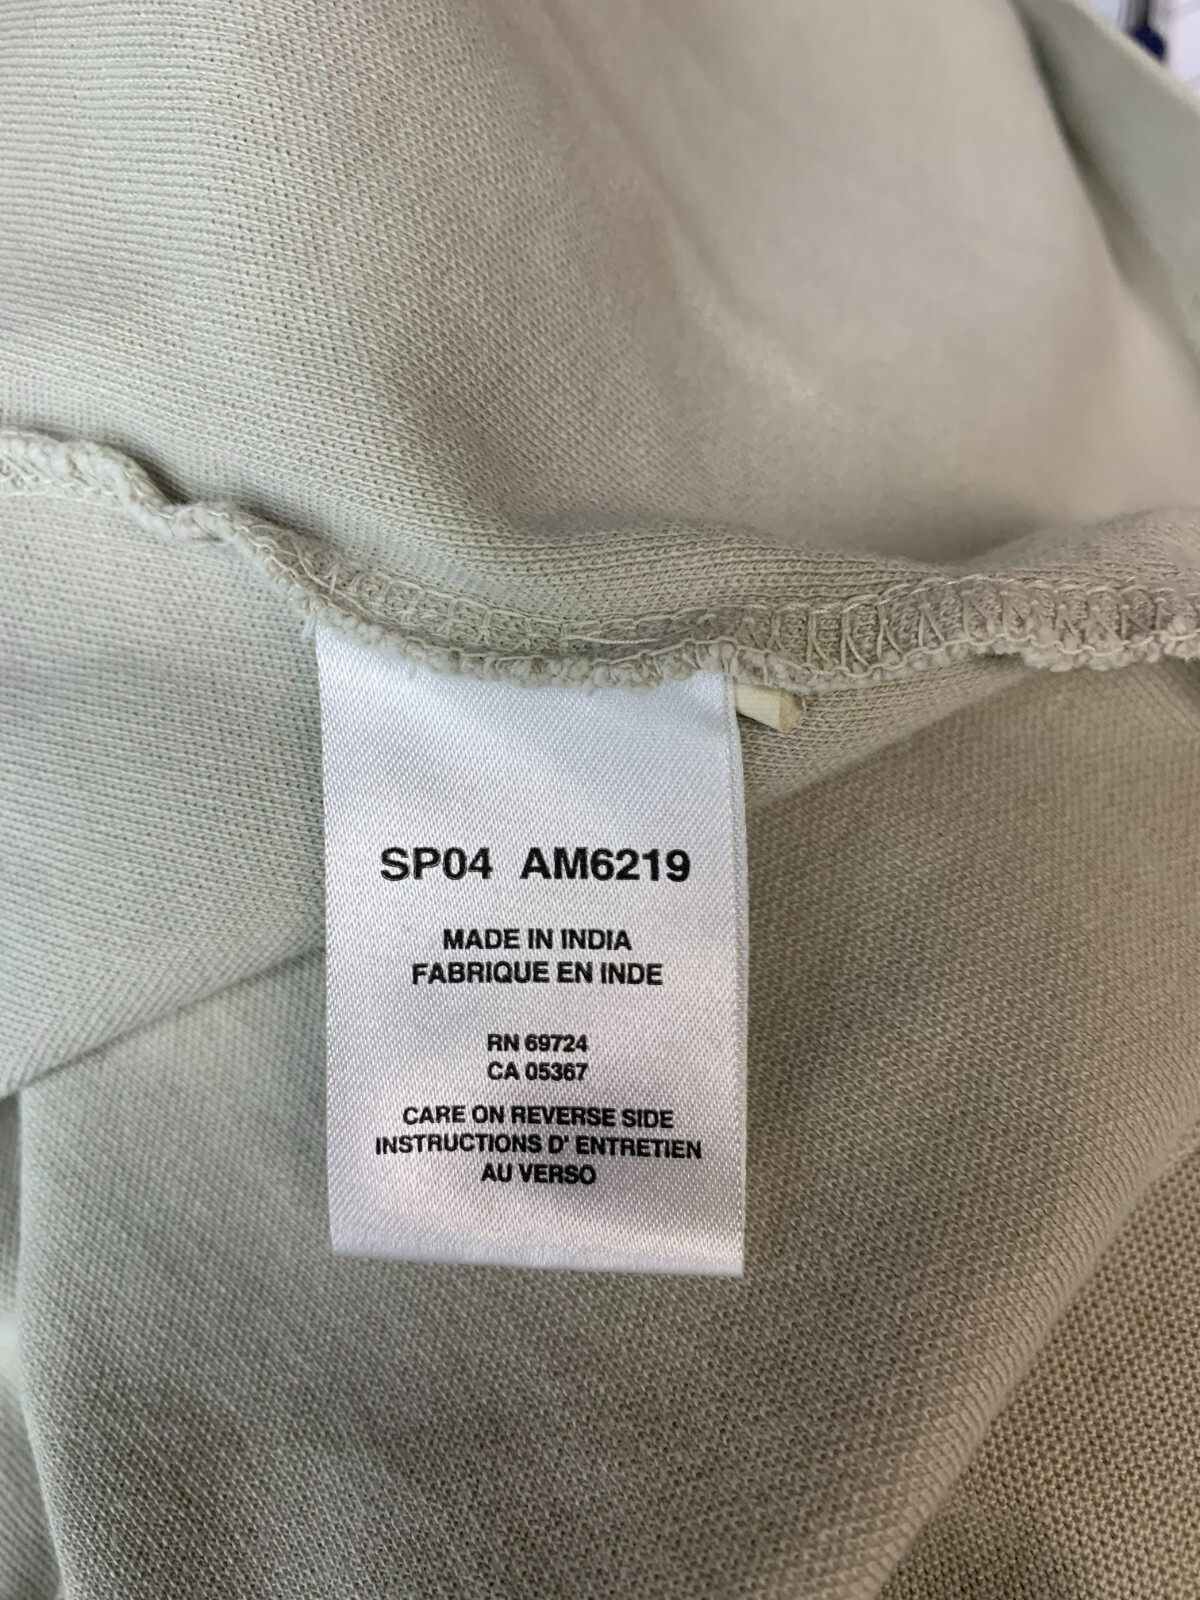 SP04 AM6219
MADE IN INDIA
FABRIQUE EN INDE
RN 69724
CA 05367
CARE ON REVERSE SIDE
INSTRUCTIONS D' ENTRETIEN
AU VERSO